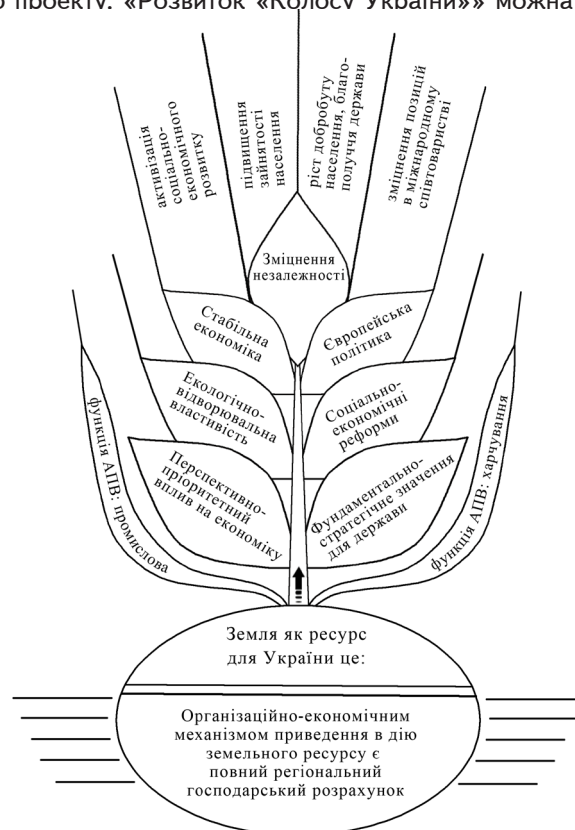 о проекту. «Розвиток «Колосу України»» можна
активізація
соціально-
економічного
розвитку
підвищення
зайнятості
населення
ріст добробуту
населення, благо-
получчя держави
зміцнення позицій
в міжнародному
співтоваристві
Зміцнення
незалежності
Стабільна
економіка
Європейська
політика
Екологічно-
відворювальна
властивість
Соціально-
економічні
реформи
Перспективно-
пріоритетний
вплив на економіку
Фундаментально-
стратегічне значення
для держави
функція АПВ: промислова
функція АПВ: харчування
Земля як ресурс
для України це:
Організаційно-економічним
механізмом приведення в дію
земельного ресурсу є
повний регіональний
господарський розрахунок